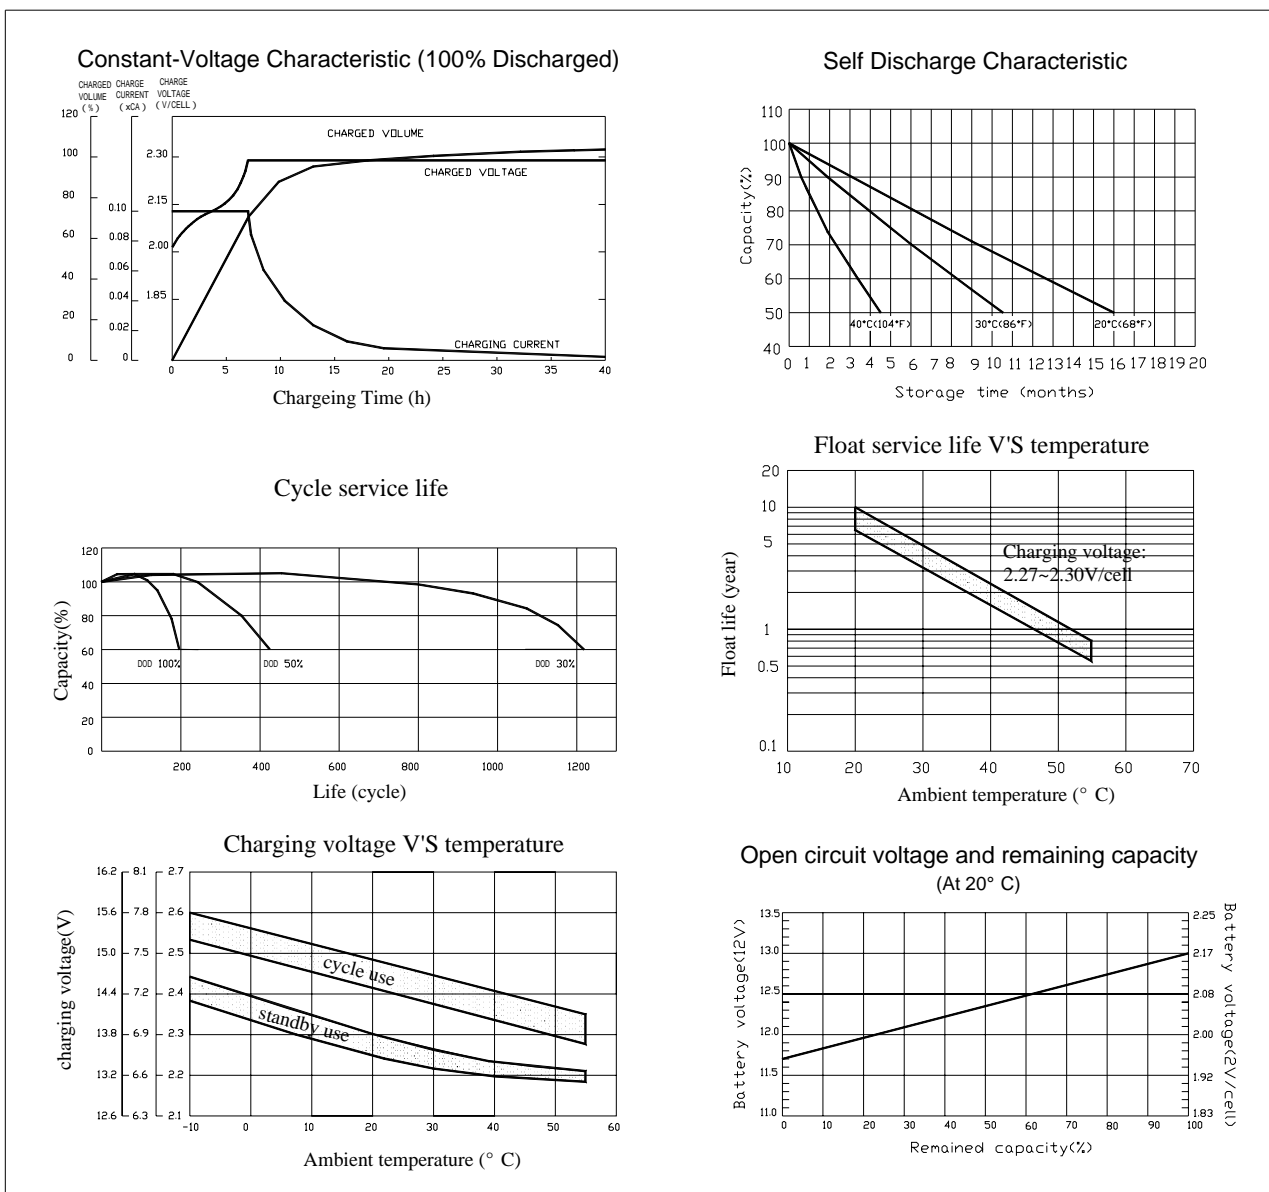 Constant-Voltage Characteristic (100% Discharged)
CHARGED VOLUME (%)
CHARGE CURRENT (xCA)
CHARGE VOLTAGE (V/CELL)
120
100
80
60
40
20
0
0.10
0.08
0.06
0.04
0.02
0
2.30
2.15
2.00
1.85
CHARGED VOLUME
CHARGED VOLTAGE
CHARGING CURRENT
0 5 10 15 20 25 30 35 40
Chargeing Time (h)
Self Discharge Characteristic
Capacity(%)
110
100
90
80
70
60
50
40
40°C(104°F) 30°C(86°F) 20°C(68°F)
0 1 2 3 4 5 6 7 8 9 10 11 12 13 14 15 16 17 18 19 20
Storage time (months)
Cycle service life
Capacity(%)
120
100
80
60
40
20
0
DOD 100% DOD 50% DOD 30%
200 400 600 800 1000 1200
Life (cycle)
Float service life V'S temperature
Float life (year)
20
10
5
1
0.5
0.1
Charging voltage:
2.27~2.30V/cell
10 20 30 40 50 60 70
Ambient temperature (° C)
Charging voltage V'S temperature
charging voltage(V)
16.2 8.1 2.7
15.6 7.8 2.6
15.0 7.5 2.5
14.4 7.2 2.4
13.8 6.9 2.3
13.2 6.6 2.2
12.6 6.3 2.1
cycle use
standby use
-10 0 10 20 30 40 50 60
Ambient temperature (° C)
Open circuit voltage and remaining capacity
(At 20° C)
Battery voltage(12V)
13.5
13.0
12.5
12.0
11.5
11.0
2.25
2.17
2.08
2.00
1.92
1.83
Battery voltage(2V/cell)
0 10 20 30 40 50 60 70 80 90 100
Remained capacity(%)